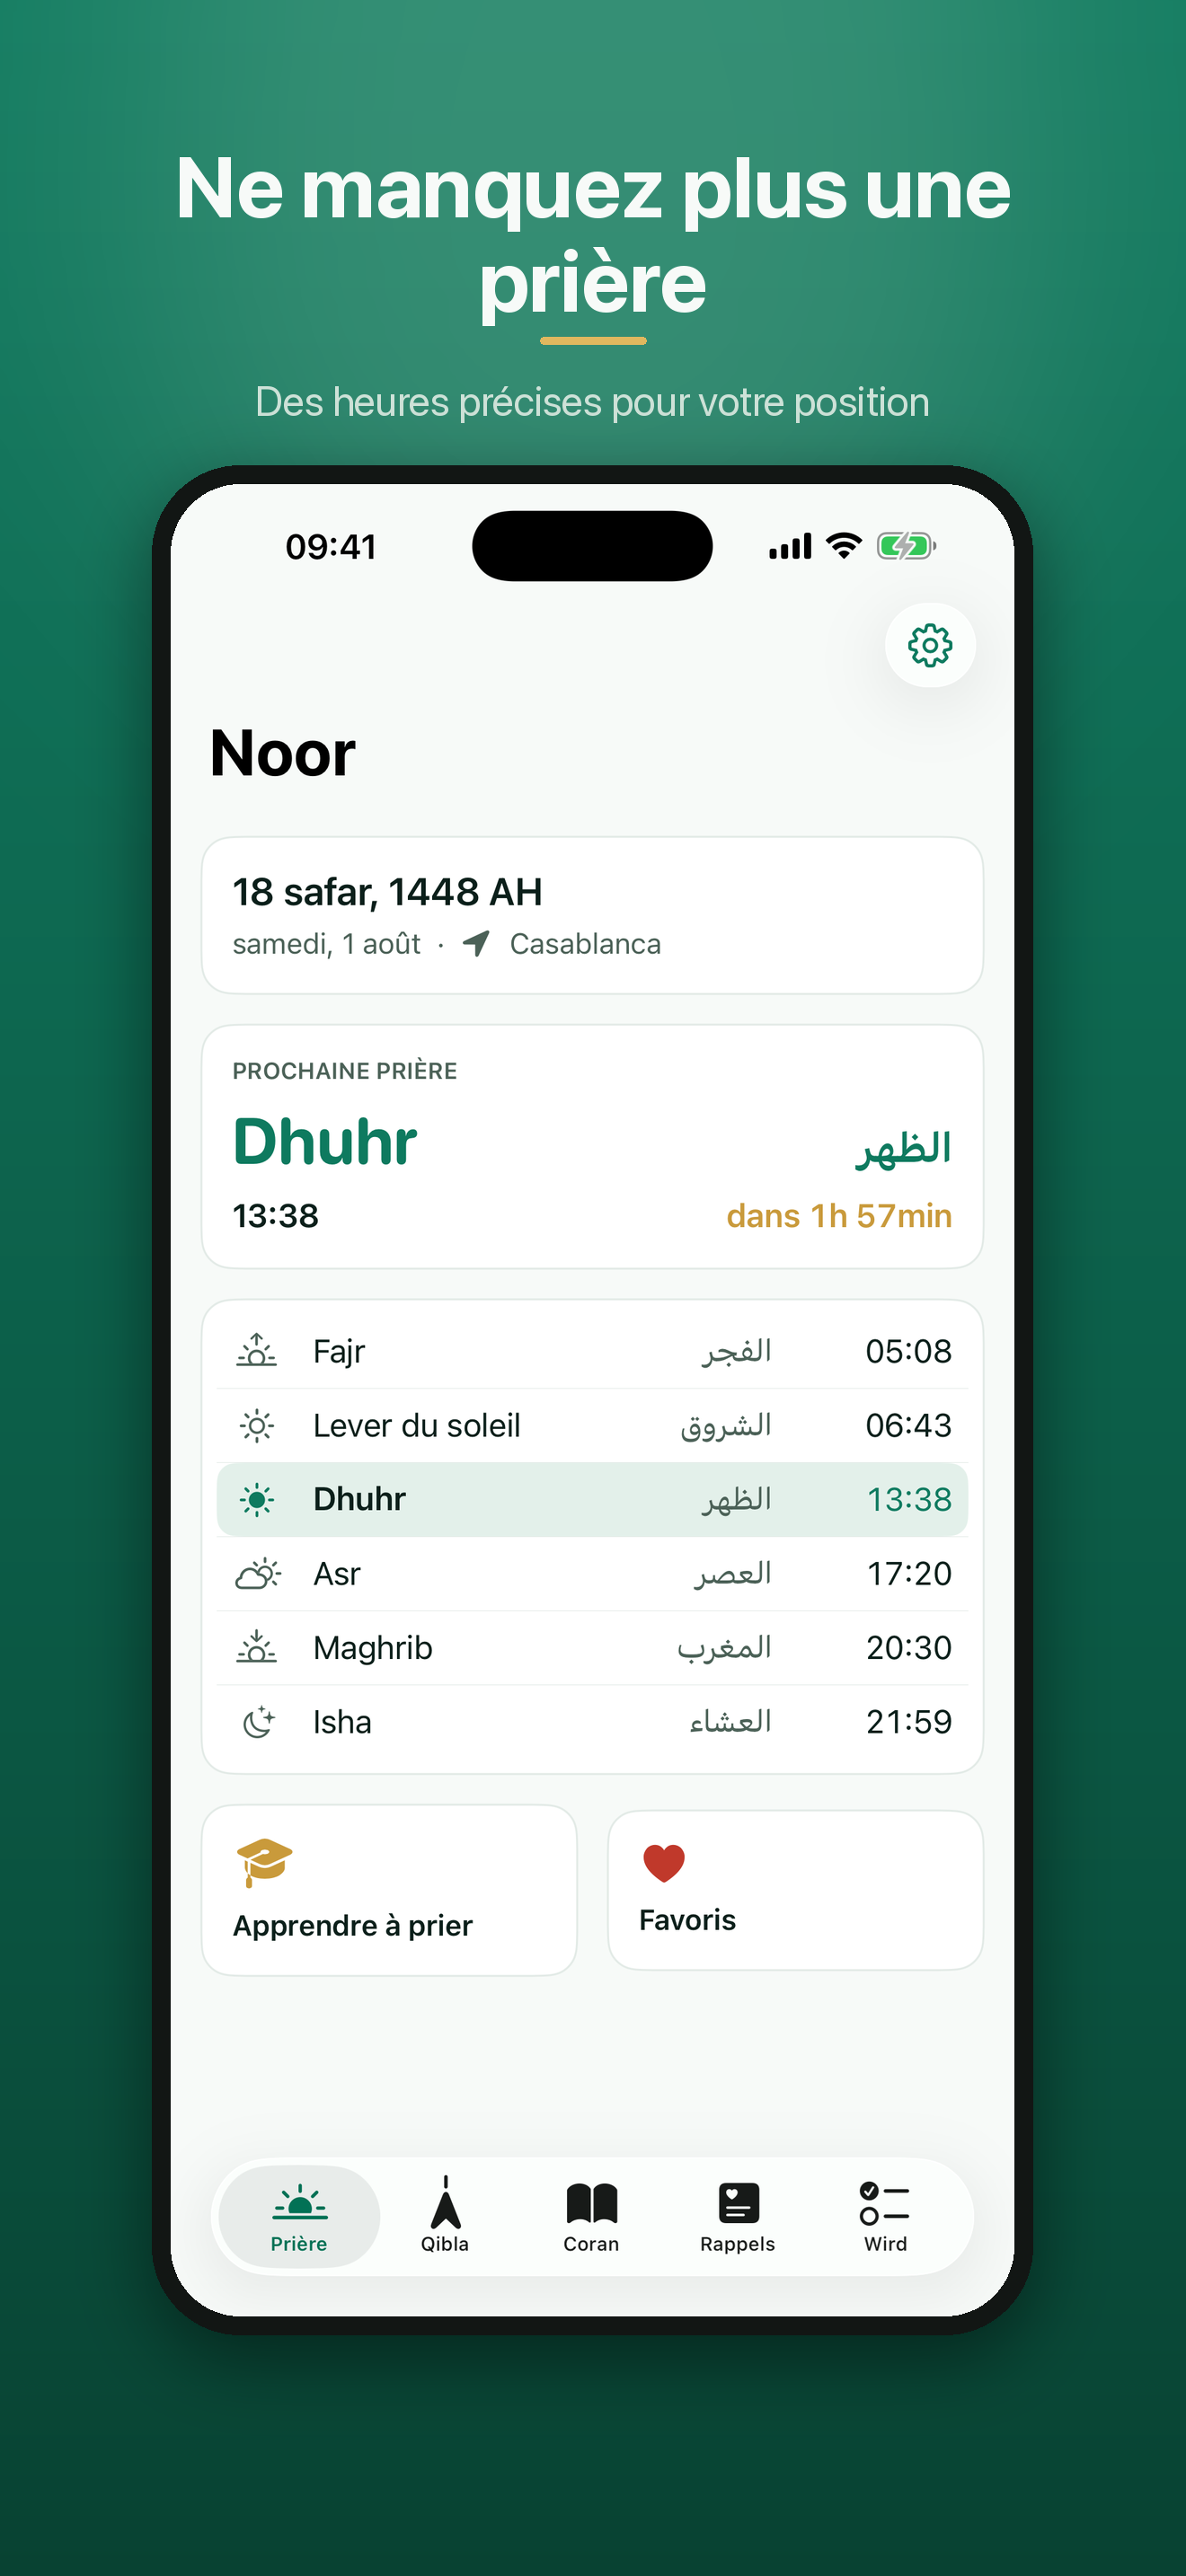 Ne manquez plus une
prière
Des heures précises pour votre position
09:41
Noor
18 safar, 1448 AH
samedi, 1 août · Casablanca
PROCHAINE PRIÈRE
Dhuhr الظهر
13:38 dans 1h 57min
Fajr الفجر 05:08
Lever du soleil الشروق 06:43
Dhuhr الظهر 13:38
Asr العصر 17:20
Maghrib المغرب 20:30
Isha العشاء 21:59
Apprendre à prier Favoris
Prière Qibla Coran Rappels Wird